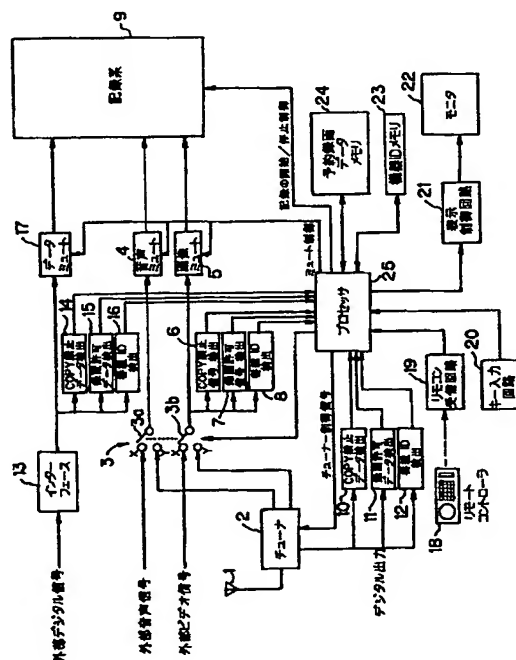 外部デジタル信号
外部音声信号
外部ビデオ信号
13
インター
フェース
3
3a
3b
X
Y
X
Y
2
チューナ
デジタル出力
14
COPY禁止
データ検出
15
録画許可
データ検出
16
機器 ID
検出
6
COPY禁止
信号検出
7
録画許可
信号検出
8
機器 ID
検出
10
COPY禁止
データ検出
11
録画許可
データ検出
12
機器 ID
検出
17
データ
ミュート
4
音声
ミュート
5
画像
ミュート
9
記録系
記録の開始/停止制御
ミュート制御
チューナー制御信号
25
プロセッサ
24
予約録画
データ
メモリ
23
機器IDメモリ
22
モニタ
21
表示
制御回路
20
キー入力
回路
19
リモコン
受信回路
18
リモート
コントローラ